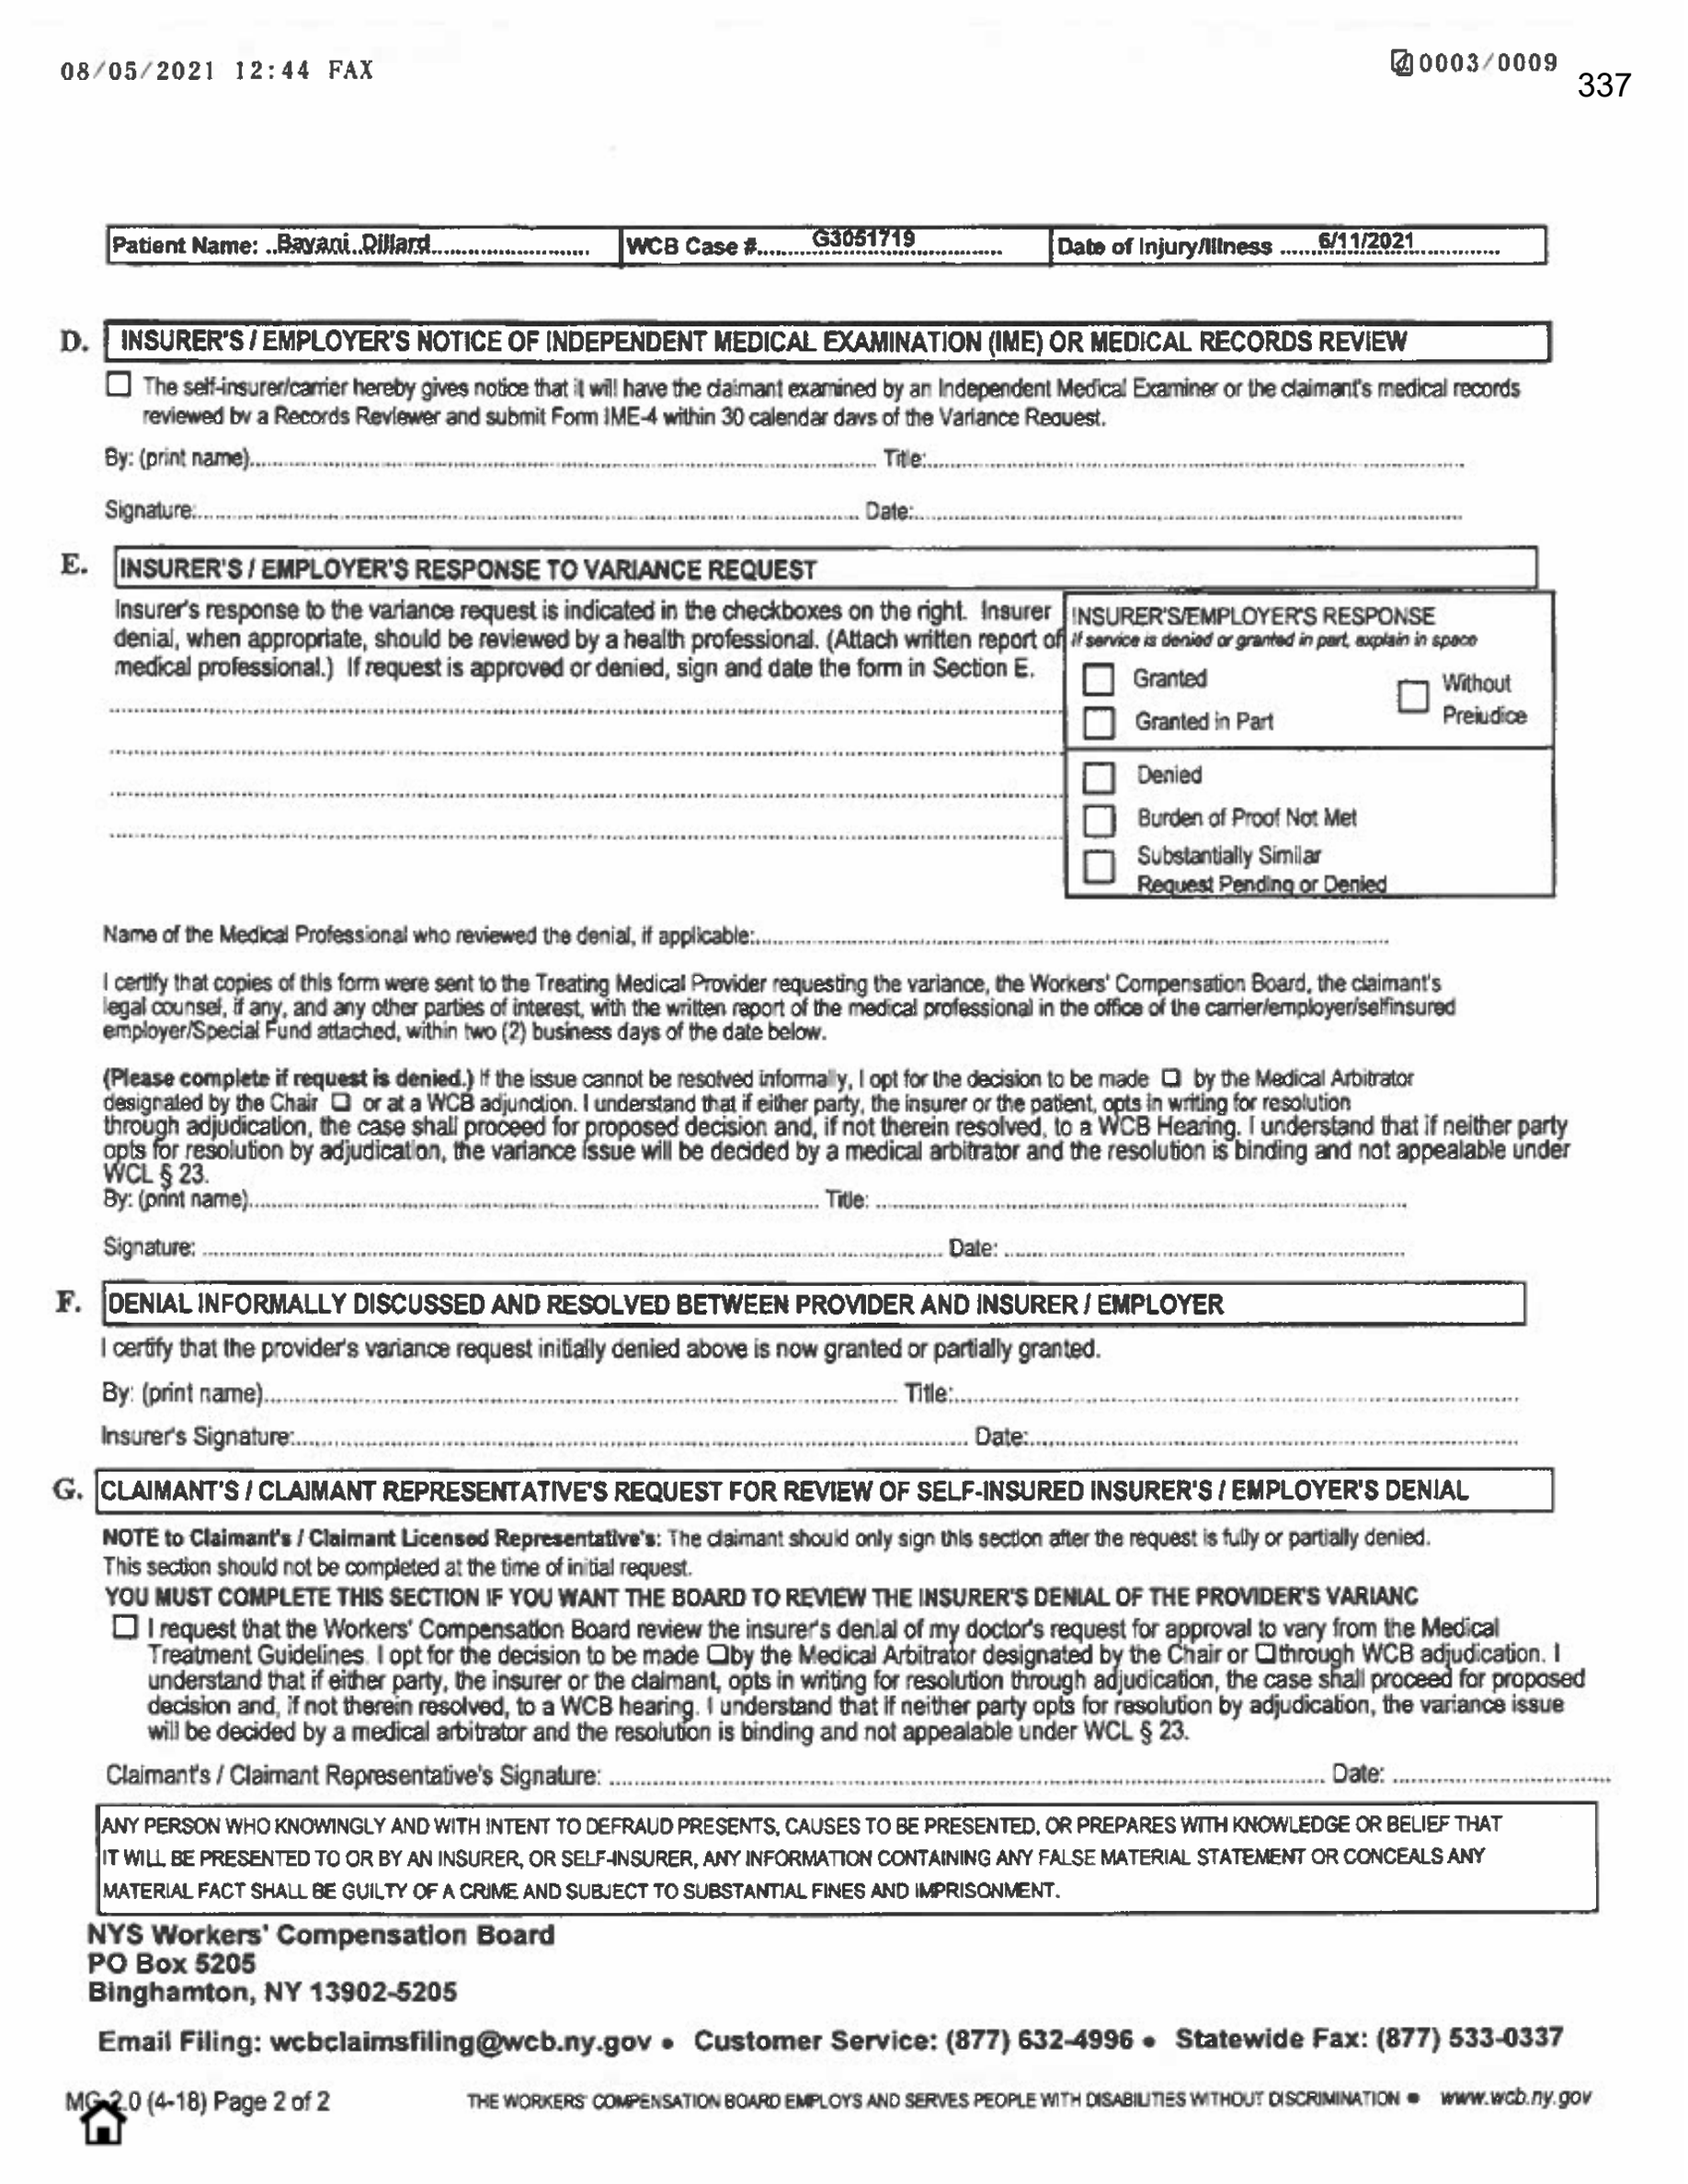 08/05/2021 12:44 FAX
0003/0009
337
Patient Name: ..Bayani..Dillard........ WCB Case #........G3051719........ Date of Injury/Illness ......6/11/2021........
D. INSURER'S / EMPLOYER'S NOTICE OF INDEPENDENT MEDICAL EXAMINATION (IME) OR MEDICAL RECORDS REVIEW
☐ The self-insurer/carrier hereby gives notice that it will have the claimant examined by an Independent Medical Examiner or the claimant's medical records
reviewed by a Records Reviewer and submit Form IME-4 within 30 calendar days of the Variance Request.
By: (print name)........ Title:........
Signature:........ Date:........
E. INSURER'S / EMPLOYER'S RESPONSE TO VARIANCE REQUEST
Insurer's response to the variance request is indicated in the checkboxes on the right. Insurer
denial, when appropriate, should be reviewed by a health professional. (Attach written report of
medical professional.) If request is approved or denied, sign and date the form in Section E.
INSURER'S/EMPLOYER'S RESPONSE
if service is denied or granted in part, explain in space
☐ Granted
☐ Without
Prejudice
☐ Granted in Part
☐ Denied
☐ Burden of Proof Not Met
☐ Substantially Similar
Request Pending or Denied
Name of the Medical Professional who reviewed the denial, if applicable:........
I certify that copies of this form were sent to the Treating Medical Provider requesting the variance, the Workers' Compensation Board, the claimant's
legal counsel, if any, and any other parties of interest, with the written report of the medical professional in the office of the carrier/employer/selfinsured
employer/Special Fund attached, within two (2) business days of the date below.
(Please complete if request is denied.) If the issue cannot be resolved informally, I opt for the decision to be made ☐ by the Medical Arbitrator
designated by the Chair ☐ or at a WCB adjunction. I understand that if either party, the insurer or the patient, opts in writing for resolution
through adjudication, the case shall proceed for proposed decision and, if not therein resolved, to a WCB Hearing. I understand that if neither party
opts for resolution by adjudication, the variance issue will be decided by a medical arbitrator and the resolution is binding and not appealable under
WCL § 23.
By: (print name)........ Title: ........
Signature: ........ Date: ........
F. DENIAL INFORMALLY DISCUSSED AND RESOLVED BETWEEN PROVIDER AND INSURER / EMPLOYER
I certify that the provider's variance request initially denied above is now granted or partially granted.
By: (print name)........ Title:........
Insurer's Signature:........ Date:........
G. CLAIMANT'S / CLAIMANT REPRESENTATIVE'S REQUEST FOR REVIEW OF SELF-INSURED INSURER'S / EMPLOYER'S DENIAL
NOTE to Claimant's / Claimant Licensed Representative's: The claimant should only sign this section after the request is fully or partially denied.
This section should not be completed at the time of initial request.
YOU MUST COMPLETE THIS SECTION IF YOU WANT THE BOARD TO REVIEW THE INSURER'S DENIAL OF THE PROVIDER'S VARIANC
☐ I request that the Workers' Compensation Board review the insurer's denial of my doctor's request for approval to vary from the Medical
Treatment Guidelines. I opt for the decision to be made ☐by the Medical Arbitrator designated by the Chair or ☐through WCB adjudication. I
understand that if either party, the insurer or the claimant, opts in writing for resolution through adjudication, the case shall proceed for proposed
decision and, if not therein resolved, to a WCB hearing. I understand that if neither party opts for resolution by adjudication, the variance issue
will be decided by a medical arbitrator and the resolution is binding and not appealable under WCL § 23.
Claimant's / Claimant Representative's Signature: ........ Date: ........
ANY PERSON WHO KNOWINGLY AND WITH INTENT TO DEFRAUD PRESENTS, CAUSES TO BE PRESENTED, OR PREPARES WITH KNOWLEDGE OR BELIEF THAT
IT WILL BE PRESENTED TO OR BY AN INSURER, OR SELF-INSURER, ANY INFORMATION CONTAINING ANY FALSE MATERIAL STATEMENT OR CONCEALS ANY
MATERIAL FACT SHALL BE GUILTY OF A CRIME AND SUBJECT TO SUBSTANTIAL FINES AND IMPRISONMENT.
NYS Workers' Compensation Board
PO Box 5205
Binghamton, NY 13902-5205
Email Filing: wcbclaimsfiling@wcb.ny.gov • Customer Service: (877) 632-4996 • Statewide Fax: (877) 533-0337
MG-2.0 (4-18) Page 2 of 2 THE WORKERS' COMPENSATION BOARD EMPLOYS AND SERVES PEOPLE WITH DISABILITIES WITHOUT DISCRIMINATION • www.wcb.ny.gov